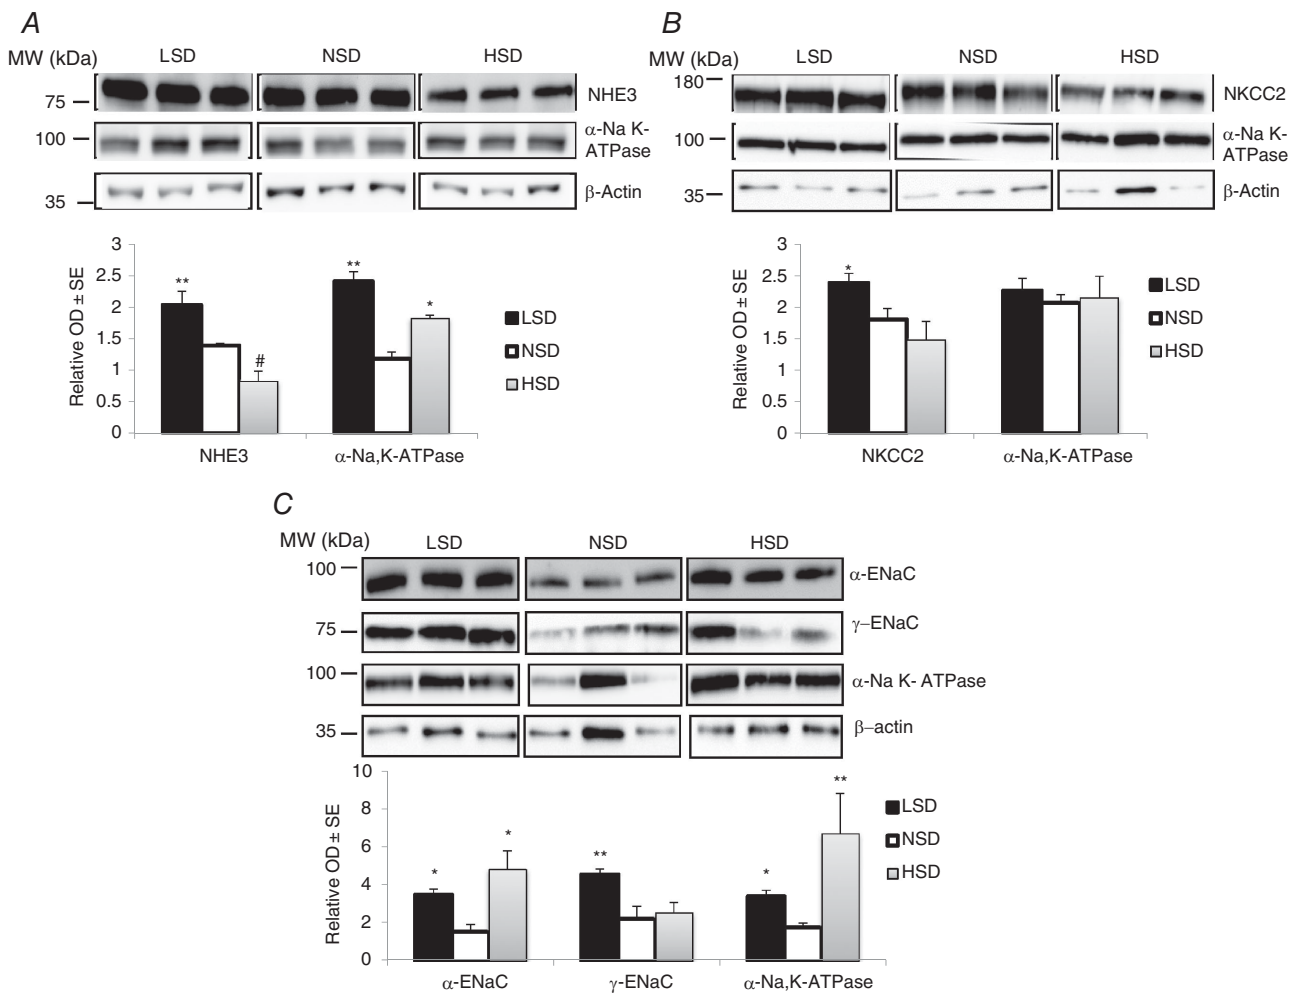 A
MW (kDa)
LSD
NSD
HSD
75
NHE3
100
α-Na K-
ATPase
35
β-Actin
3
2.5
2
1.5
1
0.5
0
Relative OD ± SE
**
#
**
*
NHE3
α-Na,K-ATPase
LSD
NSD
HSD
B
MW (kDa)
LSD
NSD
HSD
180
NKCC2
100
α-Na K-
ATPase
35
β-Actin
3
2.5
2
1.5
1
0.5
0
Relative OD ± SE
*
NKCC2
α-Na,K-ATPase
LSD
NSD
HSD
C
MW (kDa)
LSD
NSD
HSD
100
α-ENaC
75
γ–ENaC
100
α-Na K- ATPase
35
β–actin
10
8
6
4
2
0
Relative OD ± SE
*
*
**
*
**
α-ENaC
γ-ENaC
α-Na,K-ATPase
LSD
NSD
HSD